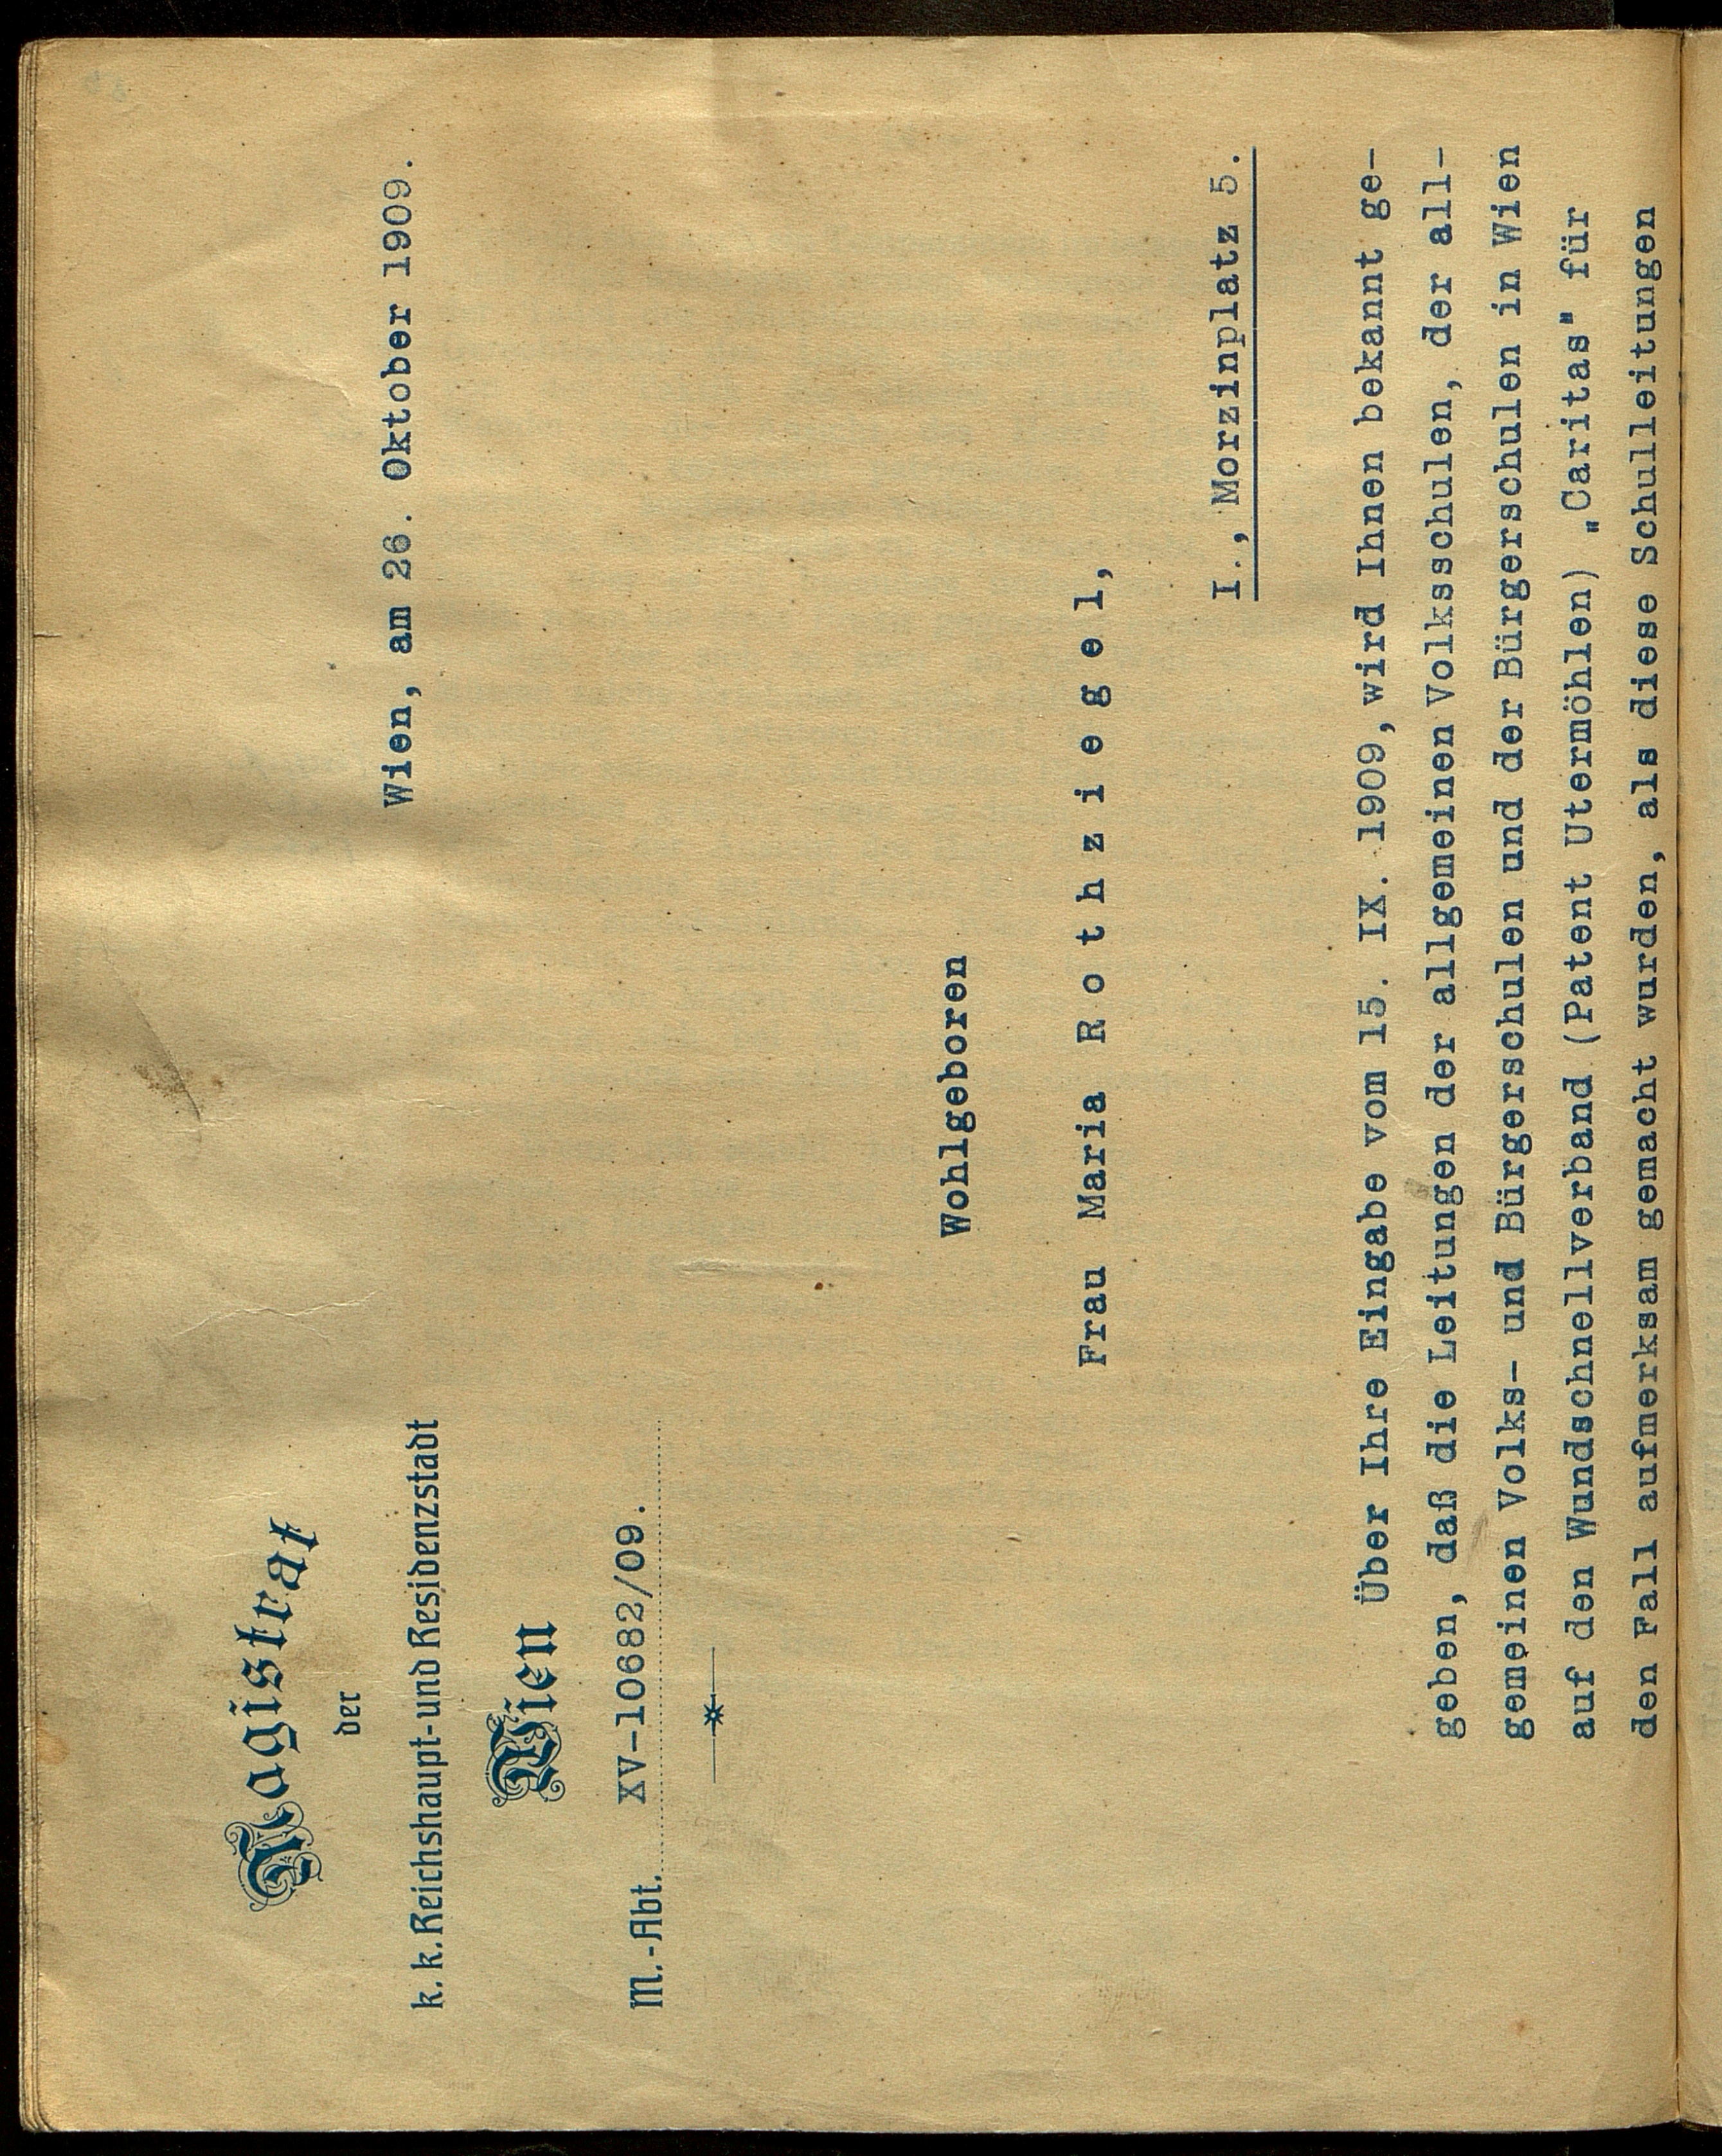 Magistrat
der
k. k. Reichshaupt- und Residenzstadt
Wien
M.-Abt. XV-10682/09.
Wien, am 26. Oktober 1909.
Wohlgeboren
Frau Maria Rothziegel,
I., Morzinplatz 5.
Über Ihre Eingabe vom 15. IX. 1909, wird Ihnen bekannt ge-
geben, daß die Leitungen der allgemeinen Volksschulen, der all-
gemeinen Volks- und Bürgerschulen und der Bürgerschulen in Wien
auf den Wundschnellverband (Patent Utermöhlen) „Caritas" für
den Fall aufmerksam gemacht wurden, als diese Schulleitungen